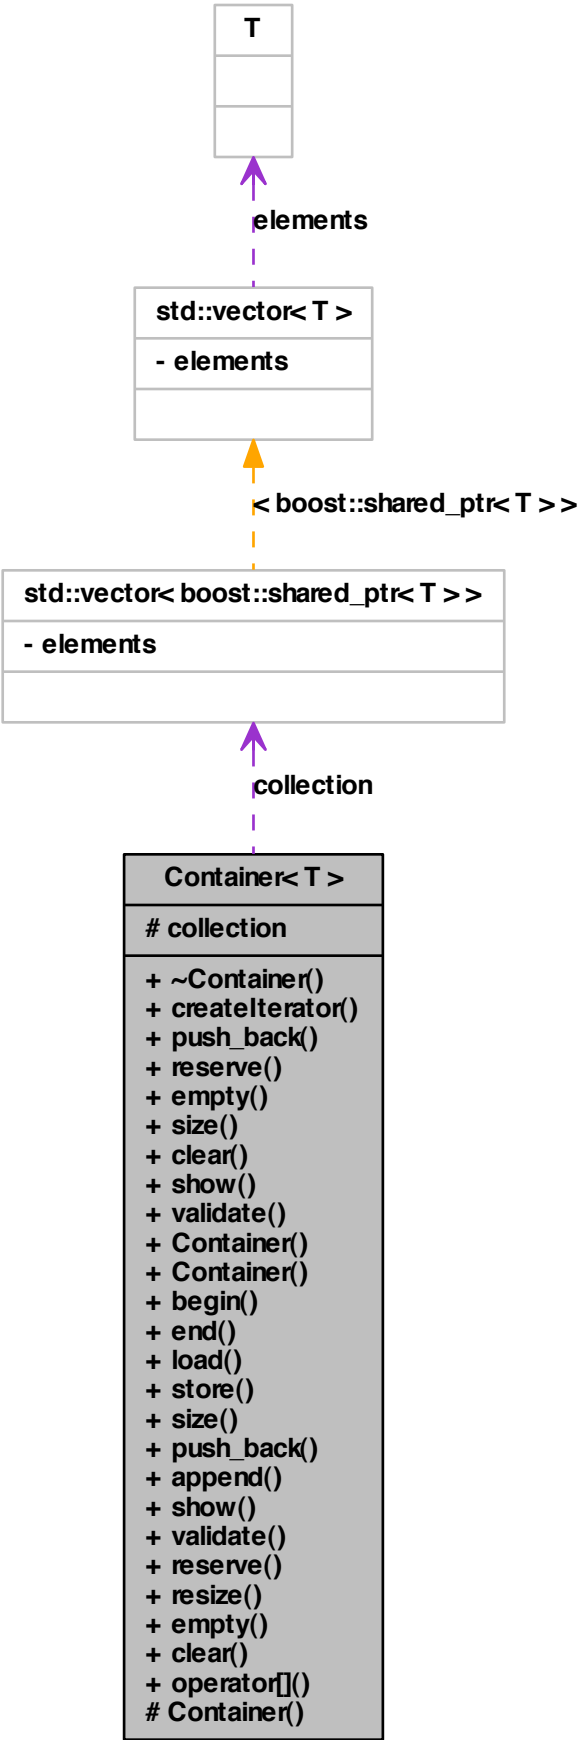 T
elements
std::vector< T >
- elements
< boost::shared_ptr< T > >
std::vector< boost::shared_ptr< T > >
- elements
collection
Container< T >
# collection
+ ~Container()
+ createIterator()
+ push_back()
+ reserve()
+ empty()
+ size()
+ clear()
+ show()
+ validate()
+ Container()
+ Container()
+ begin()
+ end()
+ load()
+ store()
+ size()
+ push_back()
+ append()
+ show()
+ validate()
+ reserve()
+ resize()
+ empty()
+ clear()
+ operator[]()
# Container()